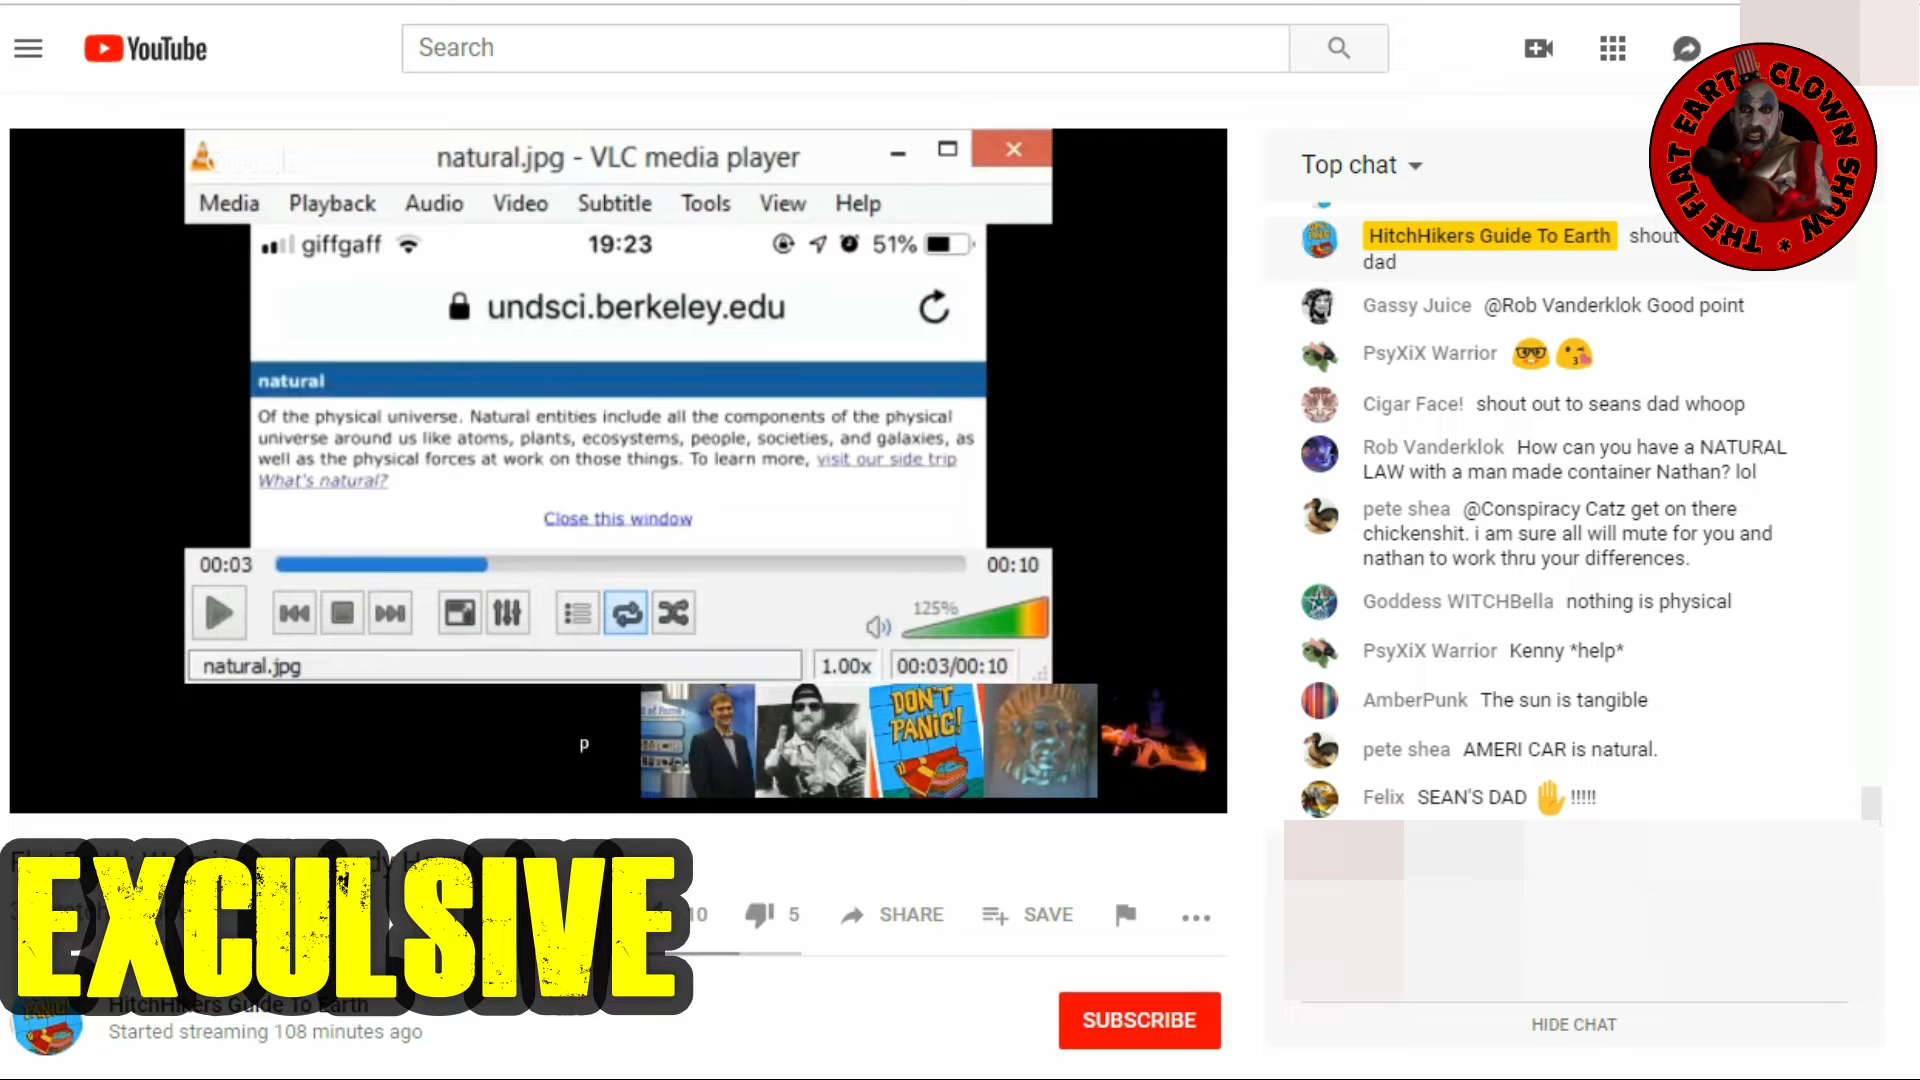 YouTube
Search
THE FLAT EARTH CLOWN SHOW *
natural.jpg - VLC media player
Media Playback Audio Video Subtitle Tools View Help
giffgaff 19:23 51%
undsci.berkeley.edu
natural
Of the physical universe. Natural entities include all the components of the physical
universe around us like atoms, plants, ecosystems, people, societies, and galaxies, as
well as the physical forces at work on those things. To learn more, visit our side trip
What's natural?
Close this window
00:03 00:10
125%
natural.jpg 1.00x 00:03/00:10
DON'T
PANIC!
p
Top chat
HitchHikers Guide To Earth shout
dad
Gassy Juice @Rob Vanderklok Good point
PsyXiX Warrior
Cigar Face! shout out to seans dad whoop
Rob Vanderklok How can you have a NATURAL
LAW with a man made container Nathan? lol
pete shea @Conspiracy Catz get on there
chickenshit. i am sure all will mute for you and
nathan to work thru your differences.
Goddess WITCHBella nothing is physical
PsyXiX Warrior Kenny *help*
AmberPunk The sun is tangible
pete shea AMERI CAR is natural.
Felix SEAN'S DAD ✋ !!!!!
HIDE CHAT
EXCULSIVE
10 5 SHARE SAVE
HitchHikers Guide To Earth
Started streaming 108 minutes ago
SUBSCRIBE